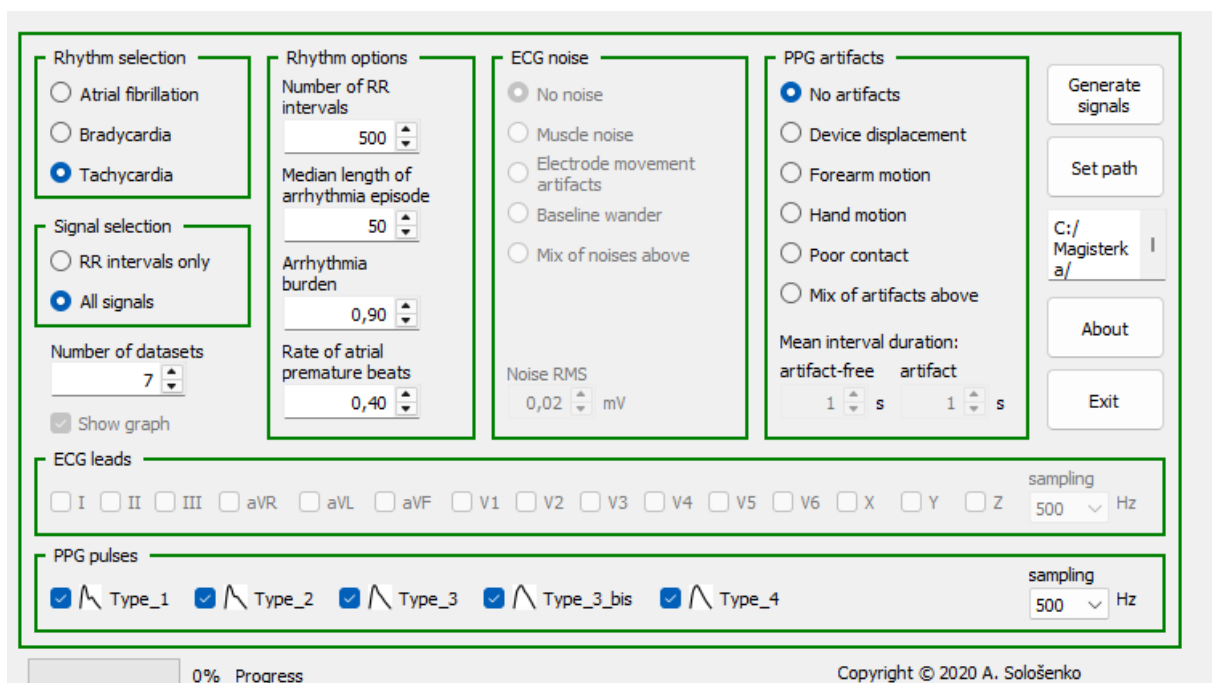 Rhythm selection
Atrial fibrillation
Bradycardia
Tachycardia
Signal selection
RR intervals only
All signals
Number of datasets
7
Show graph
Rhythm options
Number of RR
intervals
500
Median length of
arrhythmia episode
50
Arrhythmia
burden
0,90
Rate of atrial
premature beats
0,40
ECG noise
No noise
Muscle noise
Electrode movement
artifacts
Baseline wander
Mix of noises above
Noise RMS
0,02 mV
PPG artifacts
No artifacts
Device displacement
Forearm motion
Hand motion
Poor contact
Mix of artifacts above
Mean interval duration:
artifact-free artifact
1 s 1 s
Generate
signals
Set path
C:/
Magisterk
a/
About
Exit
ECG leads
I II III aVR aVL aVF V1 V2 V3 V4 V5 V6 X Y Z
sampling
500 Hz
PPG pulses
Type_1 Type_2 Type_3 Type_3_bis Type_4
sampling
500 Hz
0% Progress
Copyright © 2020 A. Sološenko